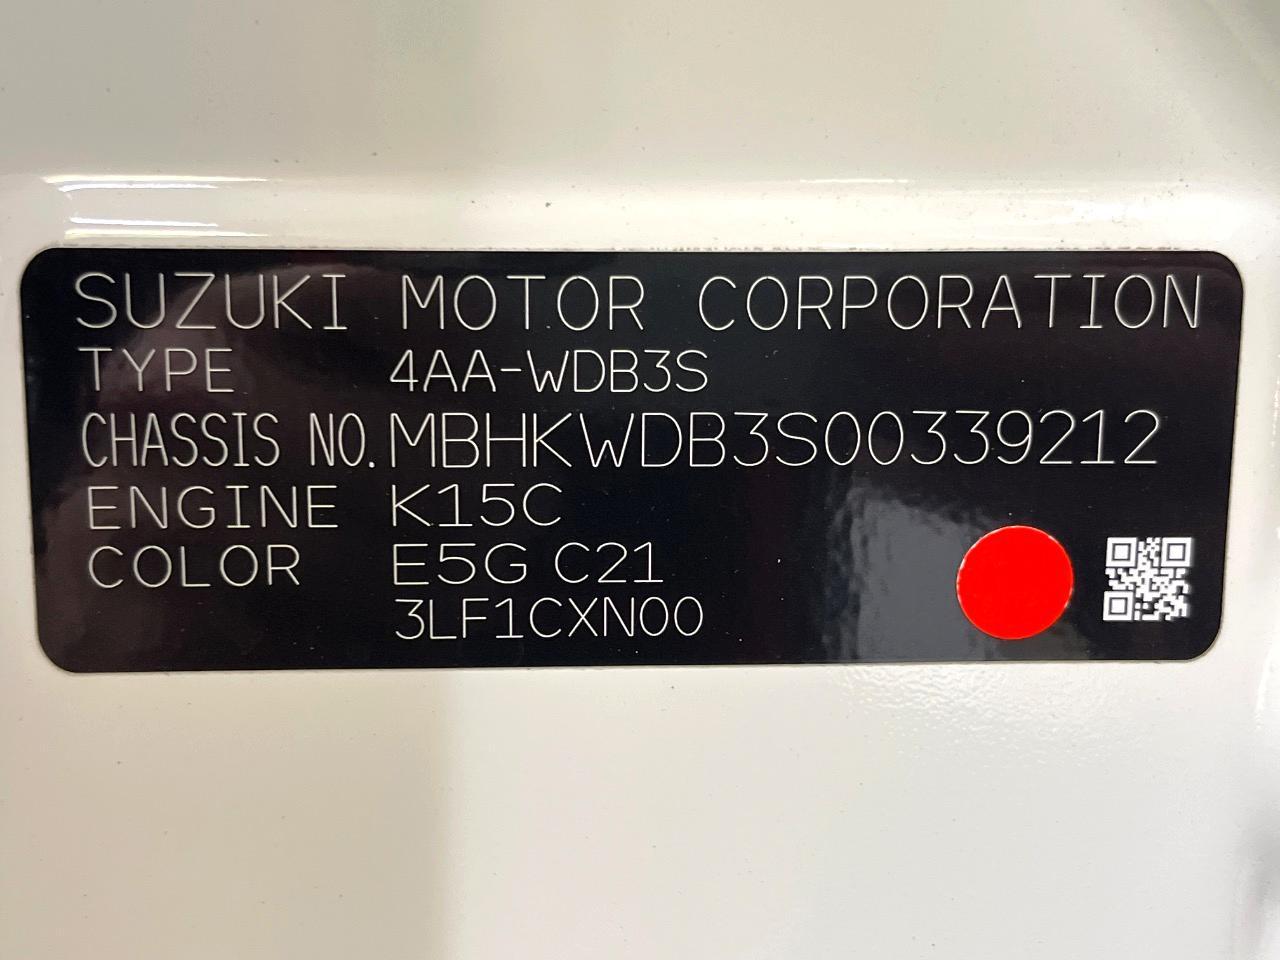 SUZUKI MOTOR CORPORATION
TYPE 4AA-WDB3S
CHASSIS NO. MBHKWDB3S00339212
ENGINE K15C
COLOR E5G C21
3LF1CXN00